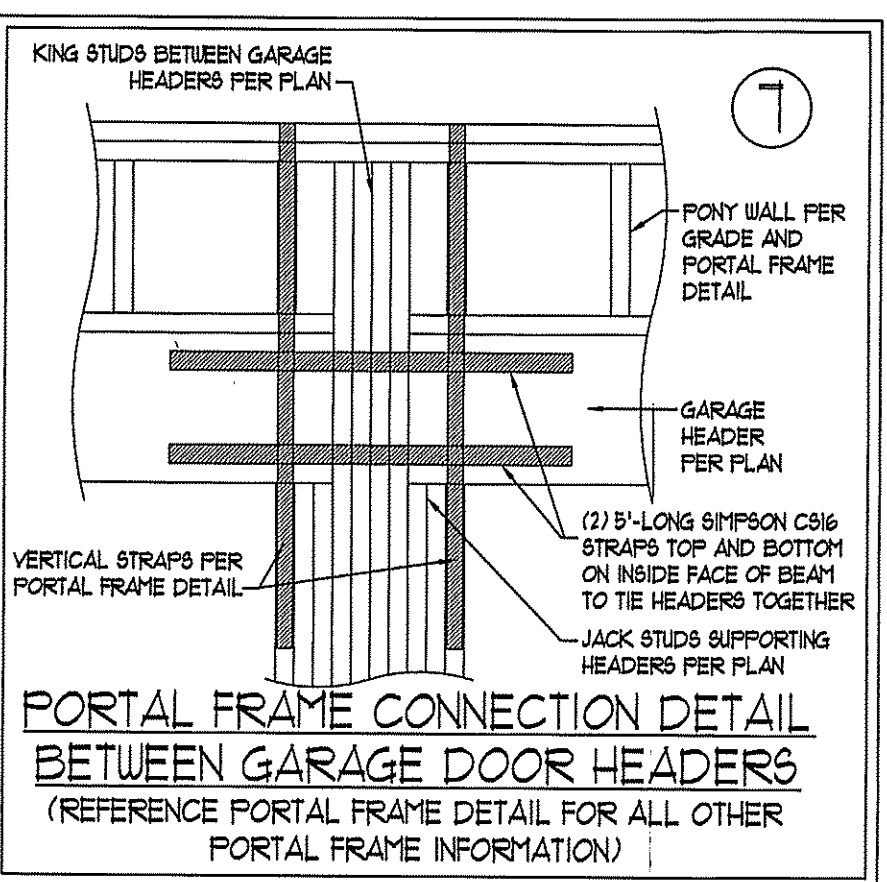 KING STUDS BETWEEN GARAGE
HEADERS PER PLAN
7
PONY WALL PER
GRADE AND
PORTAL FRAME
DETAIL
GARAGE
HEADER
PER PLAN
(2) 5'-LONG SIMPSON CS16
STRAPS TOP AND BOTTOM
ON INSIDE FACE OF BEAM
TO TIE HEADERS TOGETHER
VERTICAL STRAPS PER
PORTAL FRAME DETAIL
JACK STUDS SUPPORTING
HEADERS PER PLAN
PORTAL FRAME CONNECTION DETAIL
BETWEEN GARAGE DOOR HEADERS
(REFERENCE PORTAL FRAME DETAIL FOR ALL OTHER
PORTAL FRAME INFORMATION)